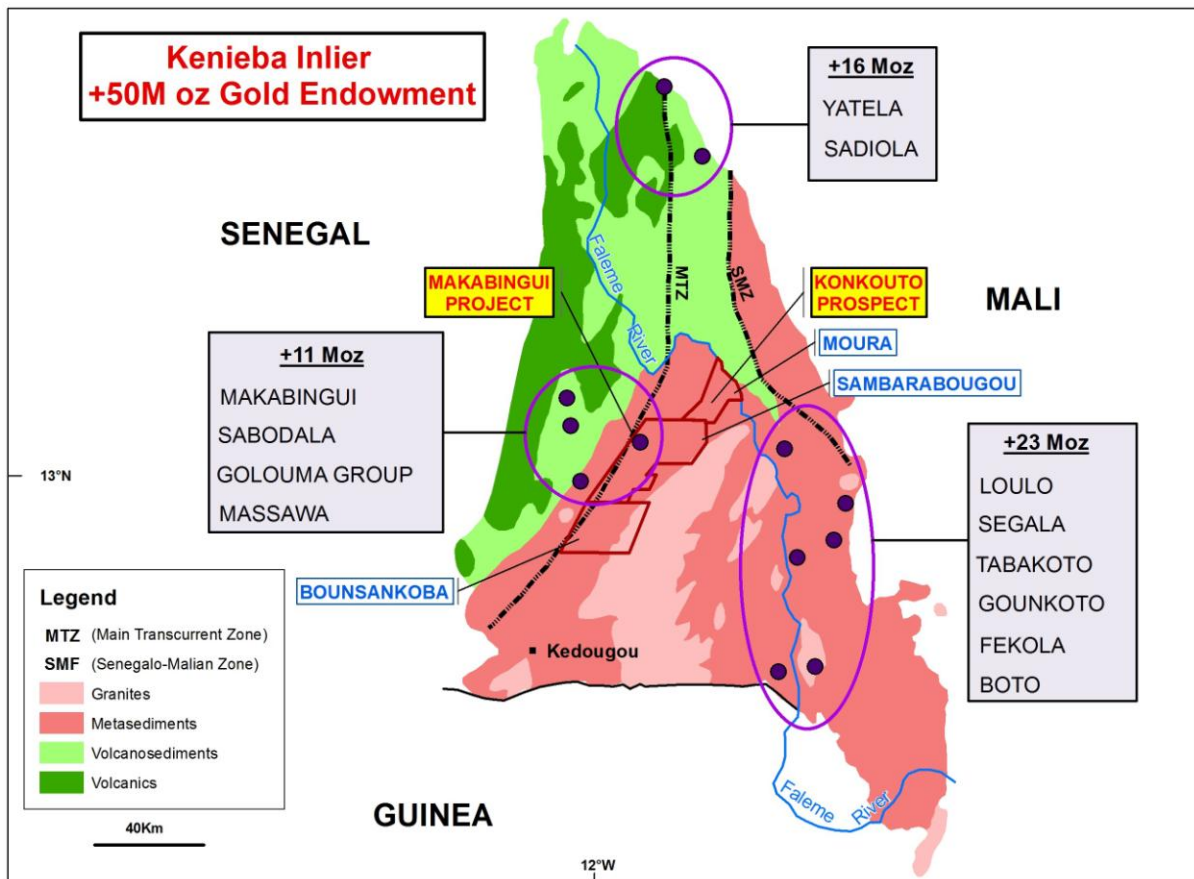 Kenieba Inlier
+50M oz Gold Endowment
+16 Moz
YATELA
SADIOLA
SENEGAL
Faleme
River
MTZ
SMZ
MAKABINGUI
PROJECT
KONKOUTO
PROSPECT
MALI
MOURA
SAMBARABOUGOU
+11 Moz
MAKABINGUI
SABODALA
GOLOUMA GROUP
MASSAWA
13°N
+23 Moz
LOULO
SEGALA
TABAKOTO
GOUNKOTO
FEKOLA
BOTO
BOUNSANKOBA
Kedougou
Legend
MTZ (Main Transcurrent Zone)
SMF (Senegalo-Malian Zone)
Granites
Metasediments
Volcanosediments
Volcanics
40Km
GUINEA
Faleme
River
12°W